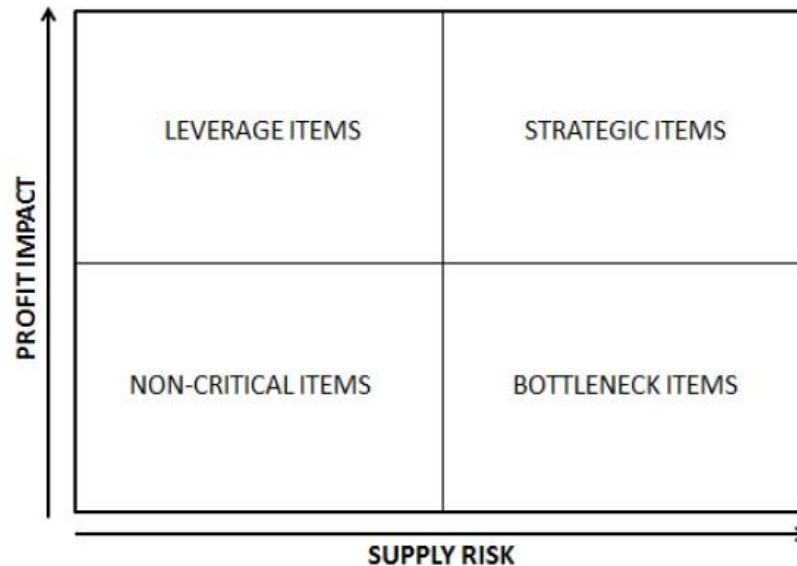 LEVERAGE ITEMS
STRATEGIC ITEMS
PROFIT IMPACT
NON-CRITICAL ITEMS
BOTTLENECK ITEMS
SUPPLY RISK